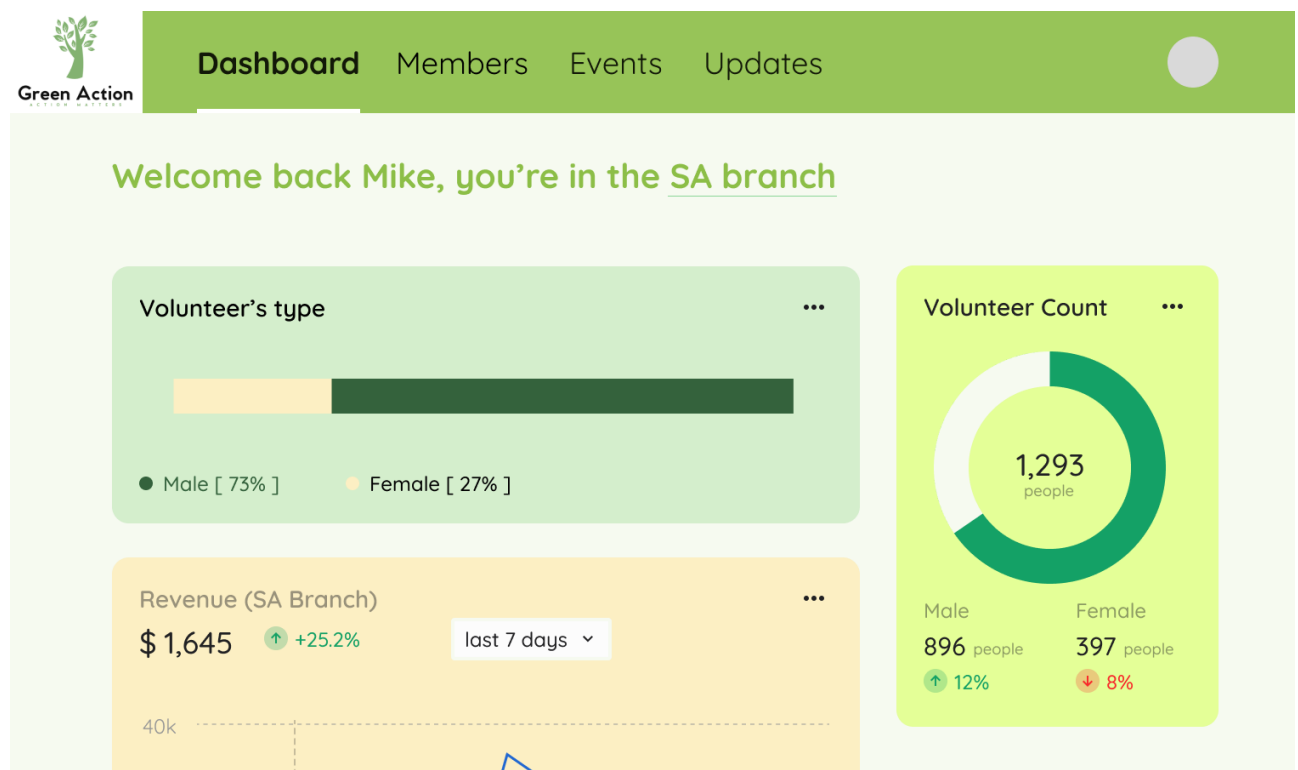 Green Action
ACTION MATTERS
Dashboard Members Events Updates
Welcome back Mike, you’re in the SA branch
Volunteer’s type
Male [ 73% ]
Female [ 27% ]
Volunteer Count
1,293
people
Male
896 people
12%
Female
397 people
8%
Revenue (SA Branch)
$ 1,645
+25.2%
last 7 days
40k